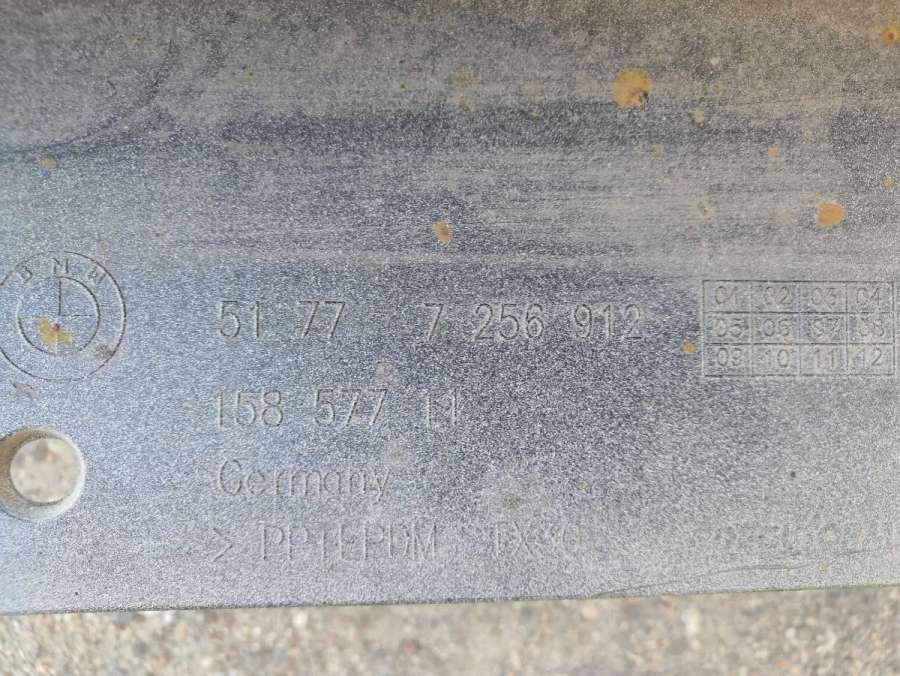 BMW
51.77 7 256 912
01 02 03 04
05 06 07 08
09 10 11 12
158 577 11
Germany
> PP+EPDM